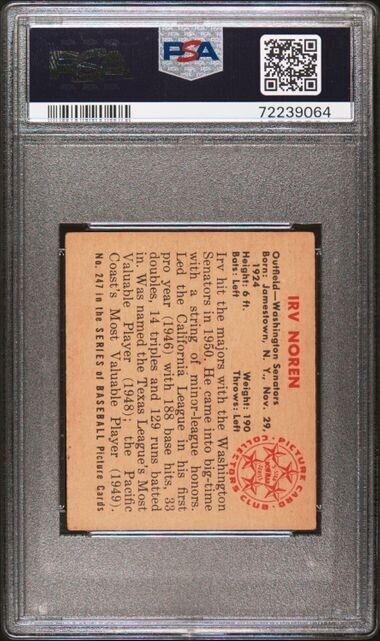 PSA
PSA
72239064
IRV NOREN
Outfield—Washington Senators
Born: Jamestown, N. Y., Nov. 29,
1924
Height: 6 ft. Weight: 190
Bats: Left Throws: Left
PICTURE CARD
COLLECTORS CLUB
Irv hit the majors with the Washington
Senators in 1950. He came into big-time
with a string of minor-league honors.
Led the California League in his first
pro year (1946) with 188 base hits, 33
doubles, 14 triples and 129 runs batted
in. Was named the Texas League's Most
Valuable Player (1948); the Pacific
Coast's Most Valuable Player (1949).
No. 247 in the SERIES of BASEBALL Picture Cards